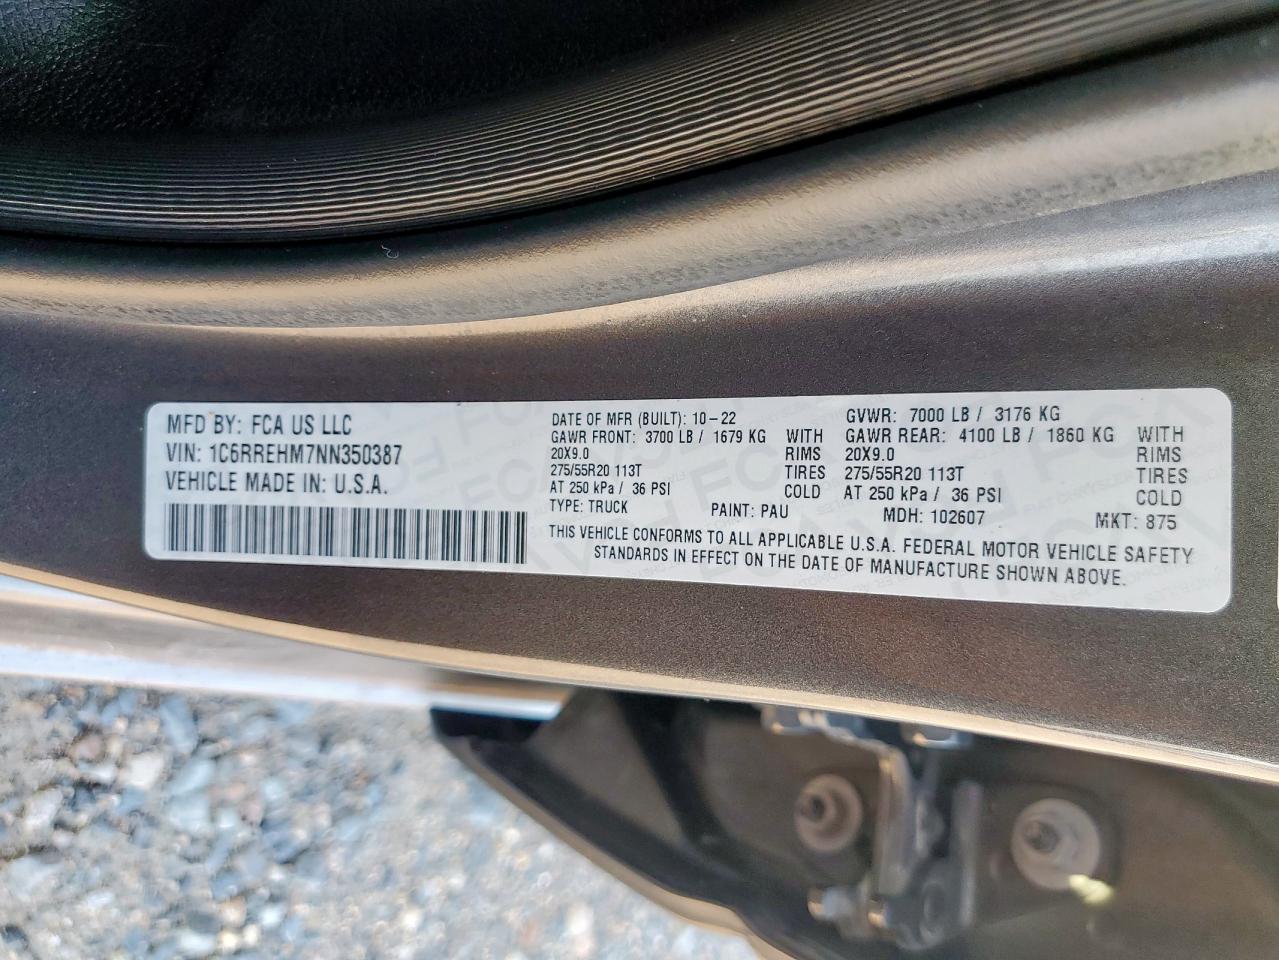 MFD BY: FCA US LLC
VIN: 1C6RREHM7NN350387
VEHICLE MADE IN: U.S.A.
DATE OF MFR (BUILT): 10-22 GVWR: 7000 LB / 3176 KG
GAWR FRONT: 3700 LB / 1679 KG WITH GAWR REAR: 4100 LB / 1860 KG WITH
20X9.0 RIMS 20X9.0 RIMS
275/55R20 113T TIRES 275/55R20 113T TIRES
AT 250 kPa / 36 PSI COLD AT 250 kPa / 36 PSI COLD
TYPE: TRUCK PAINT: PAU MDH: 102607 MKT: 875
THIS VEHICLE CONFORMS TO ALL APPLICABLE U.S.A. FEDERAL MOTOR VEHICLE SAFETY
STANDARDS IN EFFECT ON THE DATE OF MANUFACTURE SHOWN ABOVE.